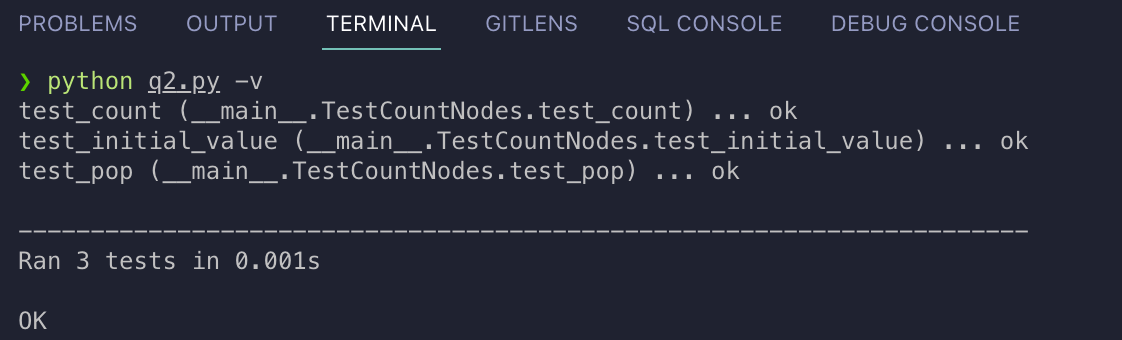 PROBLEMS OUTPUT TERMINAL GITLENS SQL CONSOLE DEBUG CONSOLE
❯ python q2.py -v
test_count (__main__.TestCountNodes.test_count) ... ok
test_initial_value (__main__.TestCountNodes.test_initial_value) ... ok
test_pop (__main__.TestCountNodes.test_pop) ... ok
----------------------------------------------------------------------
Ran 3 tests in 0.001s
OK